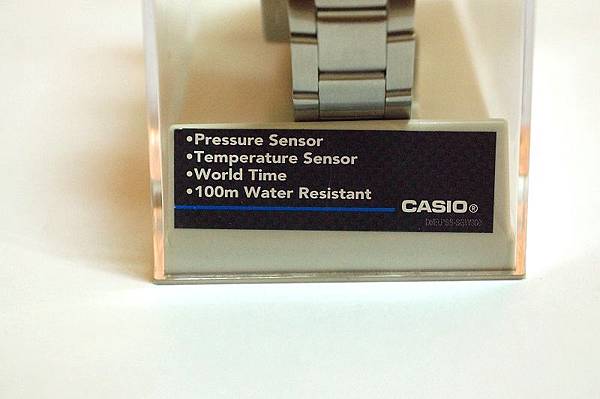 •Pressure Sensor
•Temperature Sensor
•World Time
•100m Water Resistant
CASIO®